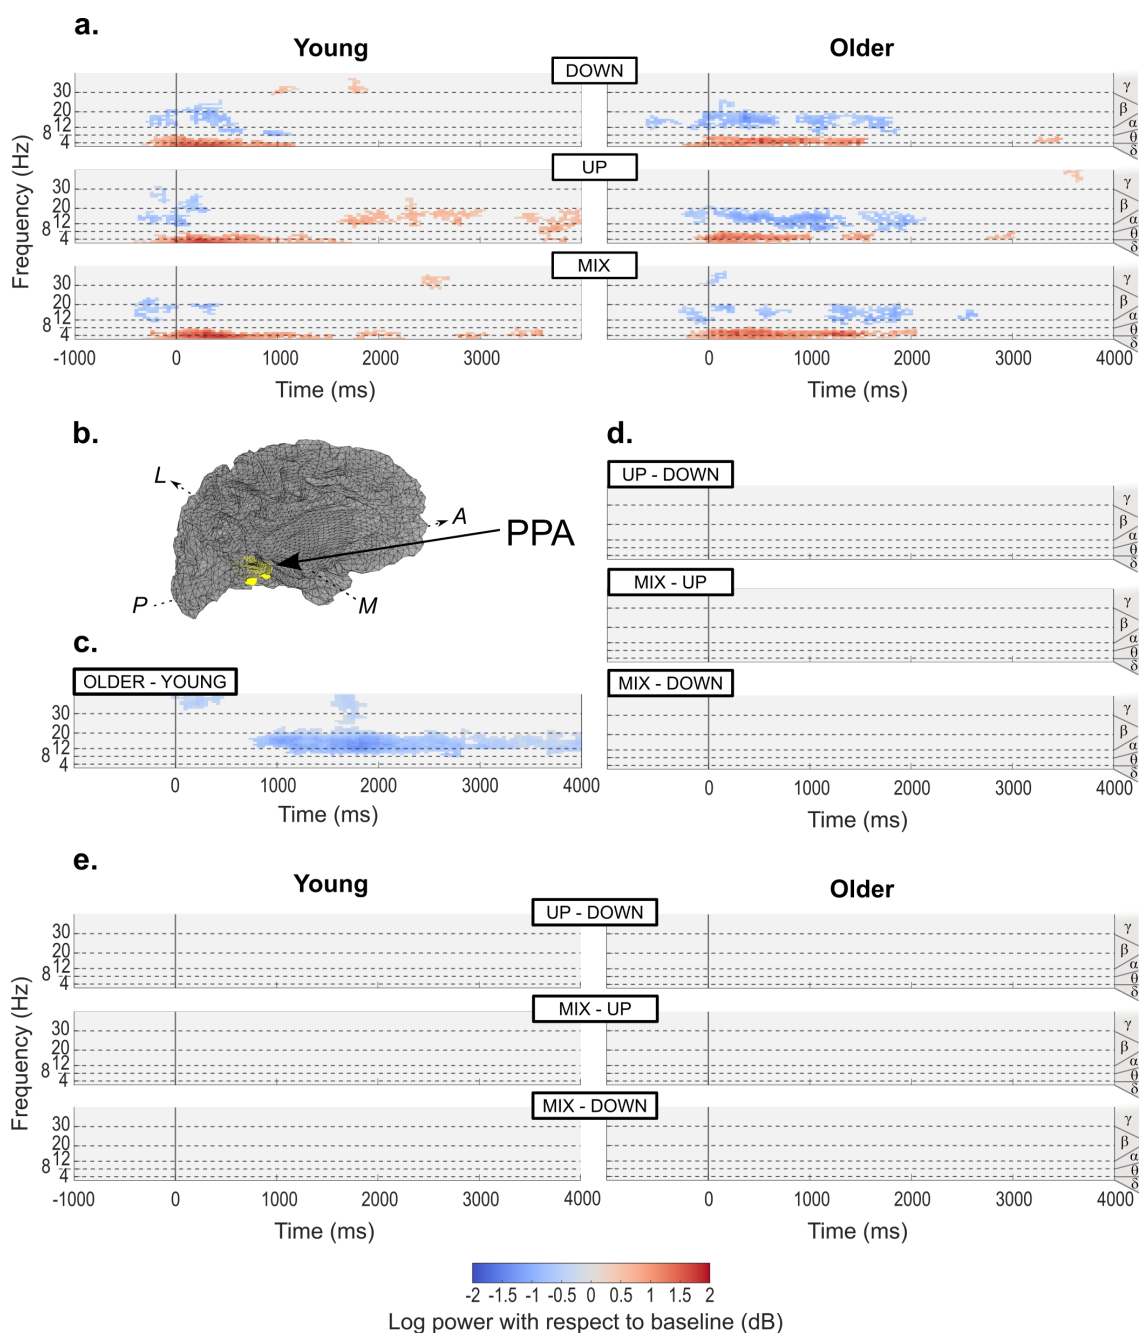 a.
Young Older
DOWN
30
20
12
8
4
γ
β
α
θ
δ
UP
30
20
12
8
4
γ
β
α
θ
δ
MIX
30
20
12
8
4
γ
β
α
θ
δ
Frequency (Hz)
-1000 0 1000 2000 3000 0 1000 2000 3000 4000
Time (ms) Time (ms)
b.
L
A
PPA
P
M
c.
OLDER - YOUNG
30
20
12
8
4
0 1000 2000 3000 4000
Time (ms)
d.
UP - DOWN
γ
β
α
θ
δ
MIX - UP
γ
β
α
θ
δ
MIX - DOWN
γ
β
α
θ
δ
0 1000 2000 3000 4000
Time (ms)
e.
Young Older
UP - DOWN
30
20
12
8
4
γ
β
α
θ
δ
MIX - UP
30
20
12
8
4
γ
β
α
θ
δ
MIX - DOWN
30
20
12
8
4
γ
β
α
θ
δ
Frequency (Hz)
-1000 0 1000 2000 3000 4000 0 1000 2000 3000 4000
Time (ms) Time (ms)
-2 -1.5 -1 -0.5 0 0.5 1 1.5 2
Log power with respect to baseline (dB)